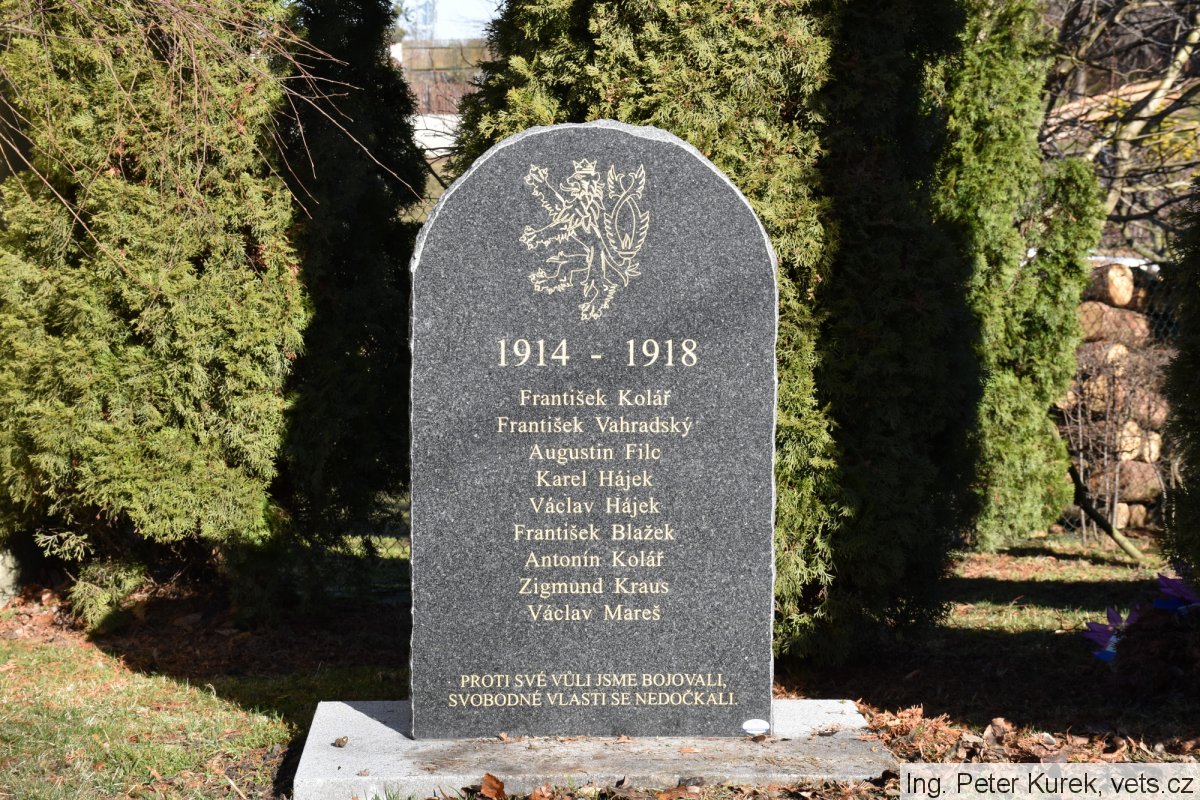 1914 - 1918
František Kolář
František Vahradský
Augustin Filc
Karel Hájek
Václav Hájek
František Blažek
Antonín Kolář
Zigmund Kraus
Václav Mareš
PROTI SVÉ VŮLI JSME BOJOVALI,
SVOBODNÉ VLASTI SE NEDOČKALI.
Ing. Peter Kurek, vets.cz